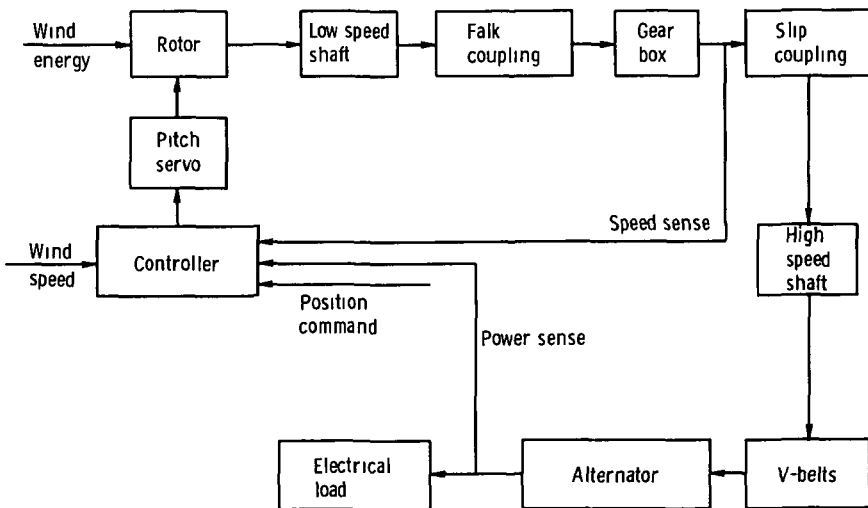 Wind
energy
Rotor
Low speed
shaft
Falk
coupling
Gear
box
Slip
coupling
Pitch
servo
Speed sense
Wind
speed
Controller
High
speed
shaft
Position
command
Power sense
Electrical
load
Alternator
V-belts